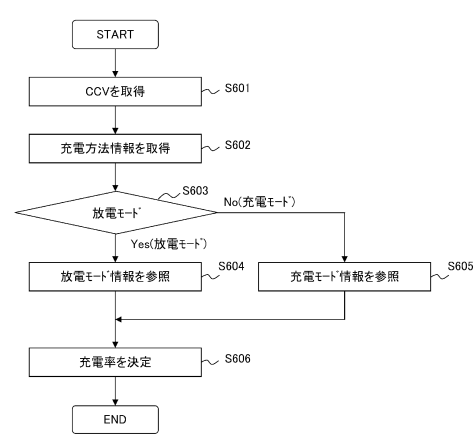 START
CCVを取得
S601
充電方法情報を取得
S602
S603
放電モード
No(充電モード)
Yes(放電モード)
放電モード情報を参照
S604
充電モード情報を参照
S605
充電率を決定
S606
END